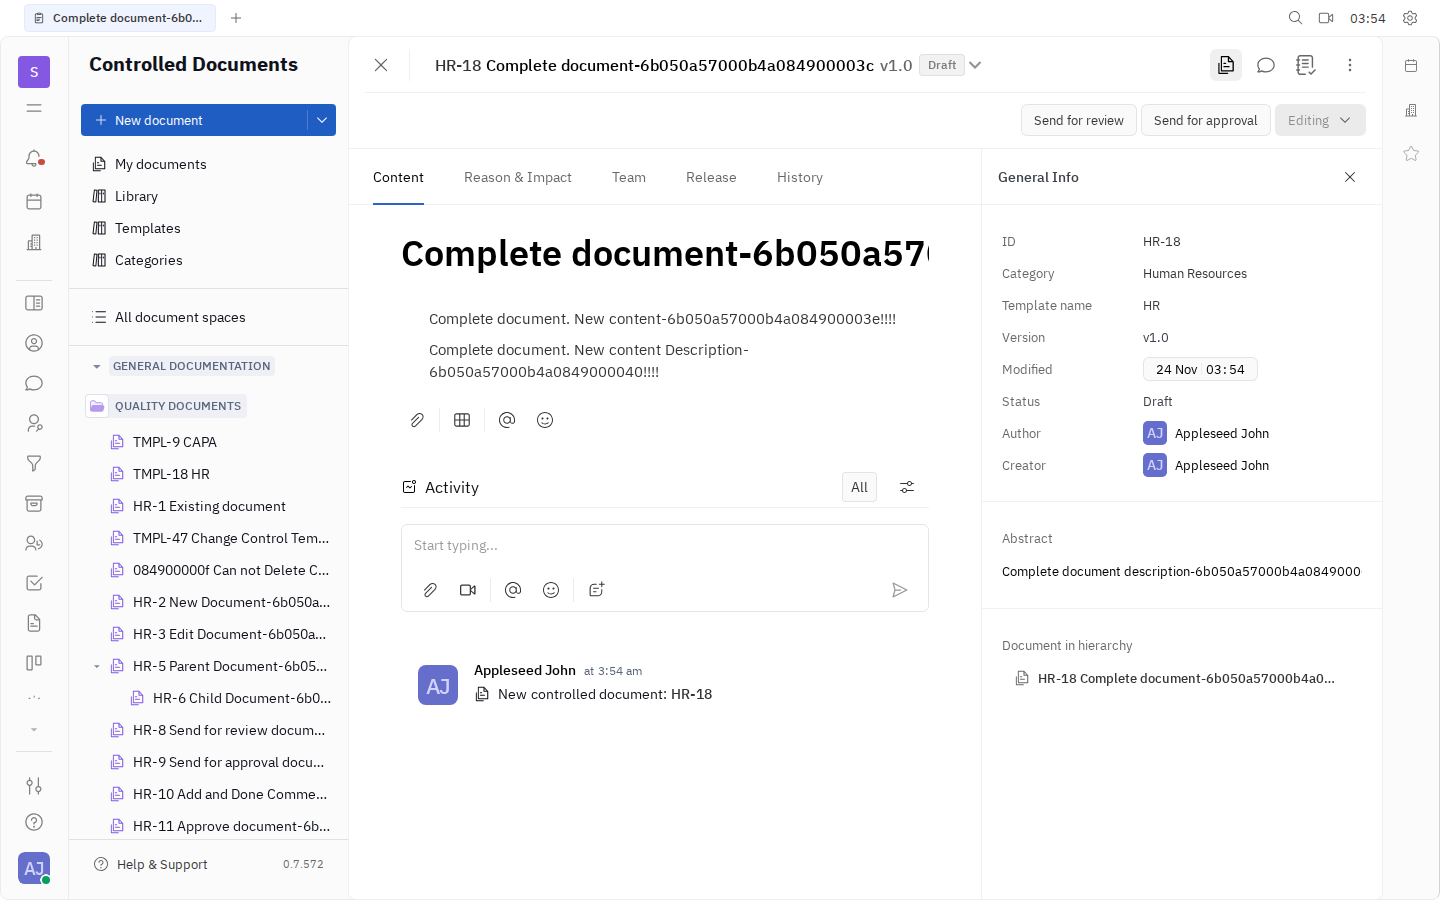 Complete document-6b0...
03:54
S
Controlled Documents
New document
My documents
Library
Templates
Categories
All document spaces
GENERAL DOCUMENTATION
QUALITY DOCUMENTS
TMPL-9 CAPA
TMPL-18 HR
HR-1 Existing document
TMPL-47 Change Control Tem...
084900000f Can not Delete C...
HR-2 New Document-6b050a...
HR-3 Edit Document-6b050a...
HR-5 Parent Document-6b05...
HR-6 Child Document-6b0...
HR-8 Send for review docum...
HR-9 Send for approval docu...
HR-10 Add and Done Comme...
HR-11 Approve document-6b...
Help & Support
0.7.572
AJ
HR-18 Complete document-6b050a57000b4a084900003c v1.0 Draft
Send for review
Send for approval
Editing
Content
Reason & Impact
Team
Release
History
Complete document-6b050a570
Complete document. New content-6b050a57000b4a084900003e!!!!
Complete document. New content Description-
6b050a57000b4a0849000040!!!!
Activity
All
Start typing...
AJ
Appleseed John at 3:54 am
New controlled document: HR-18
General Info
ID HR-18
Category Human Resources
Template name HR
Version v1.0
Modified 24 Nov 03:54
Status Draft
Author AJ Appleseed John
Creator AJ Appleseed John
Abstract
Complete document description-6b050a57000b4a0849000
Document in hierarchy
HR-18 Complete document-6b050a57000b4a0...